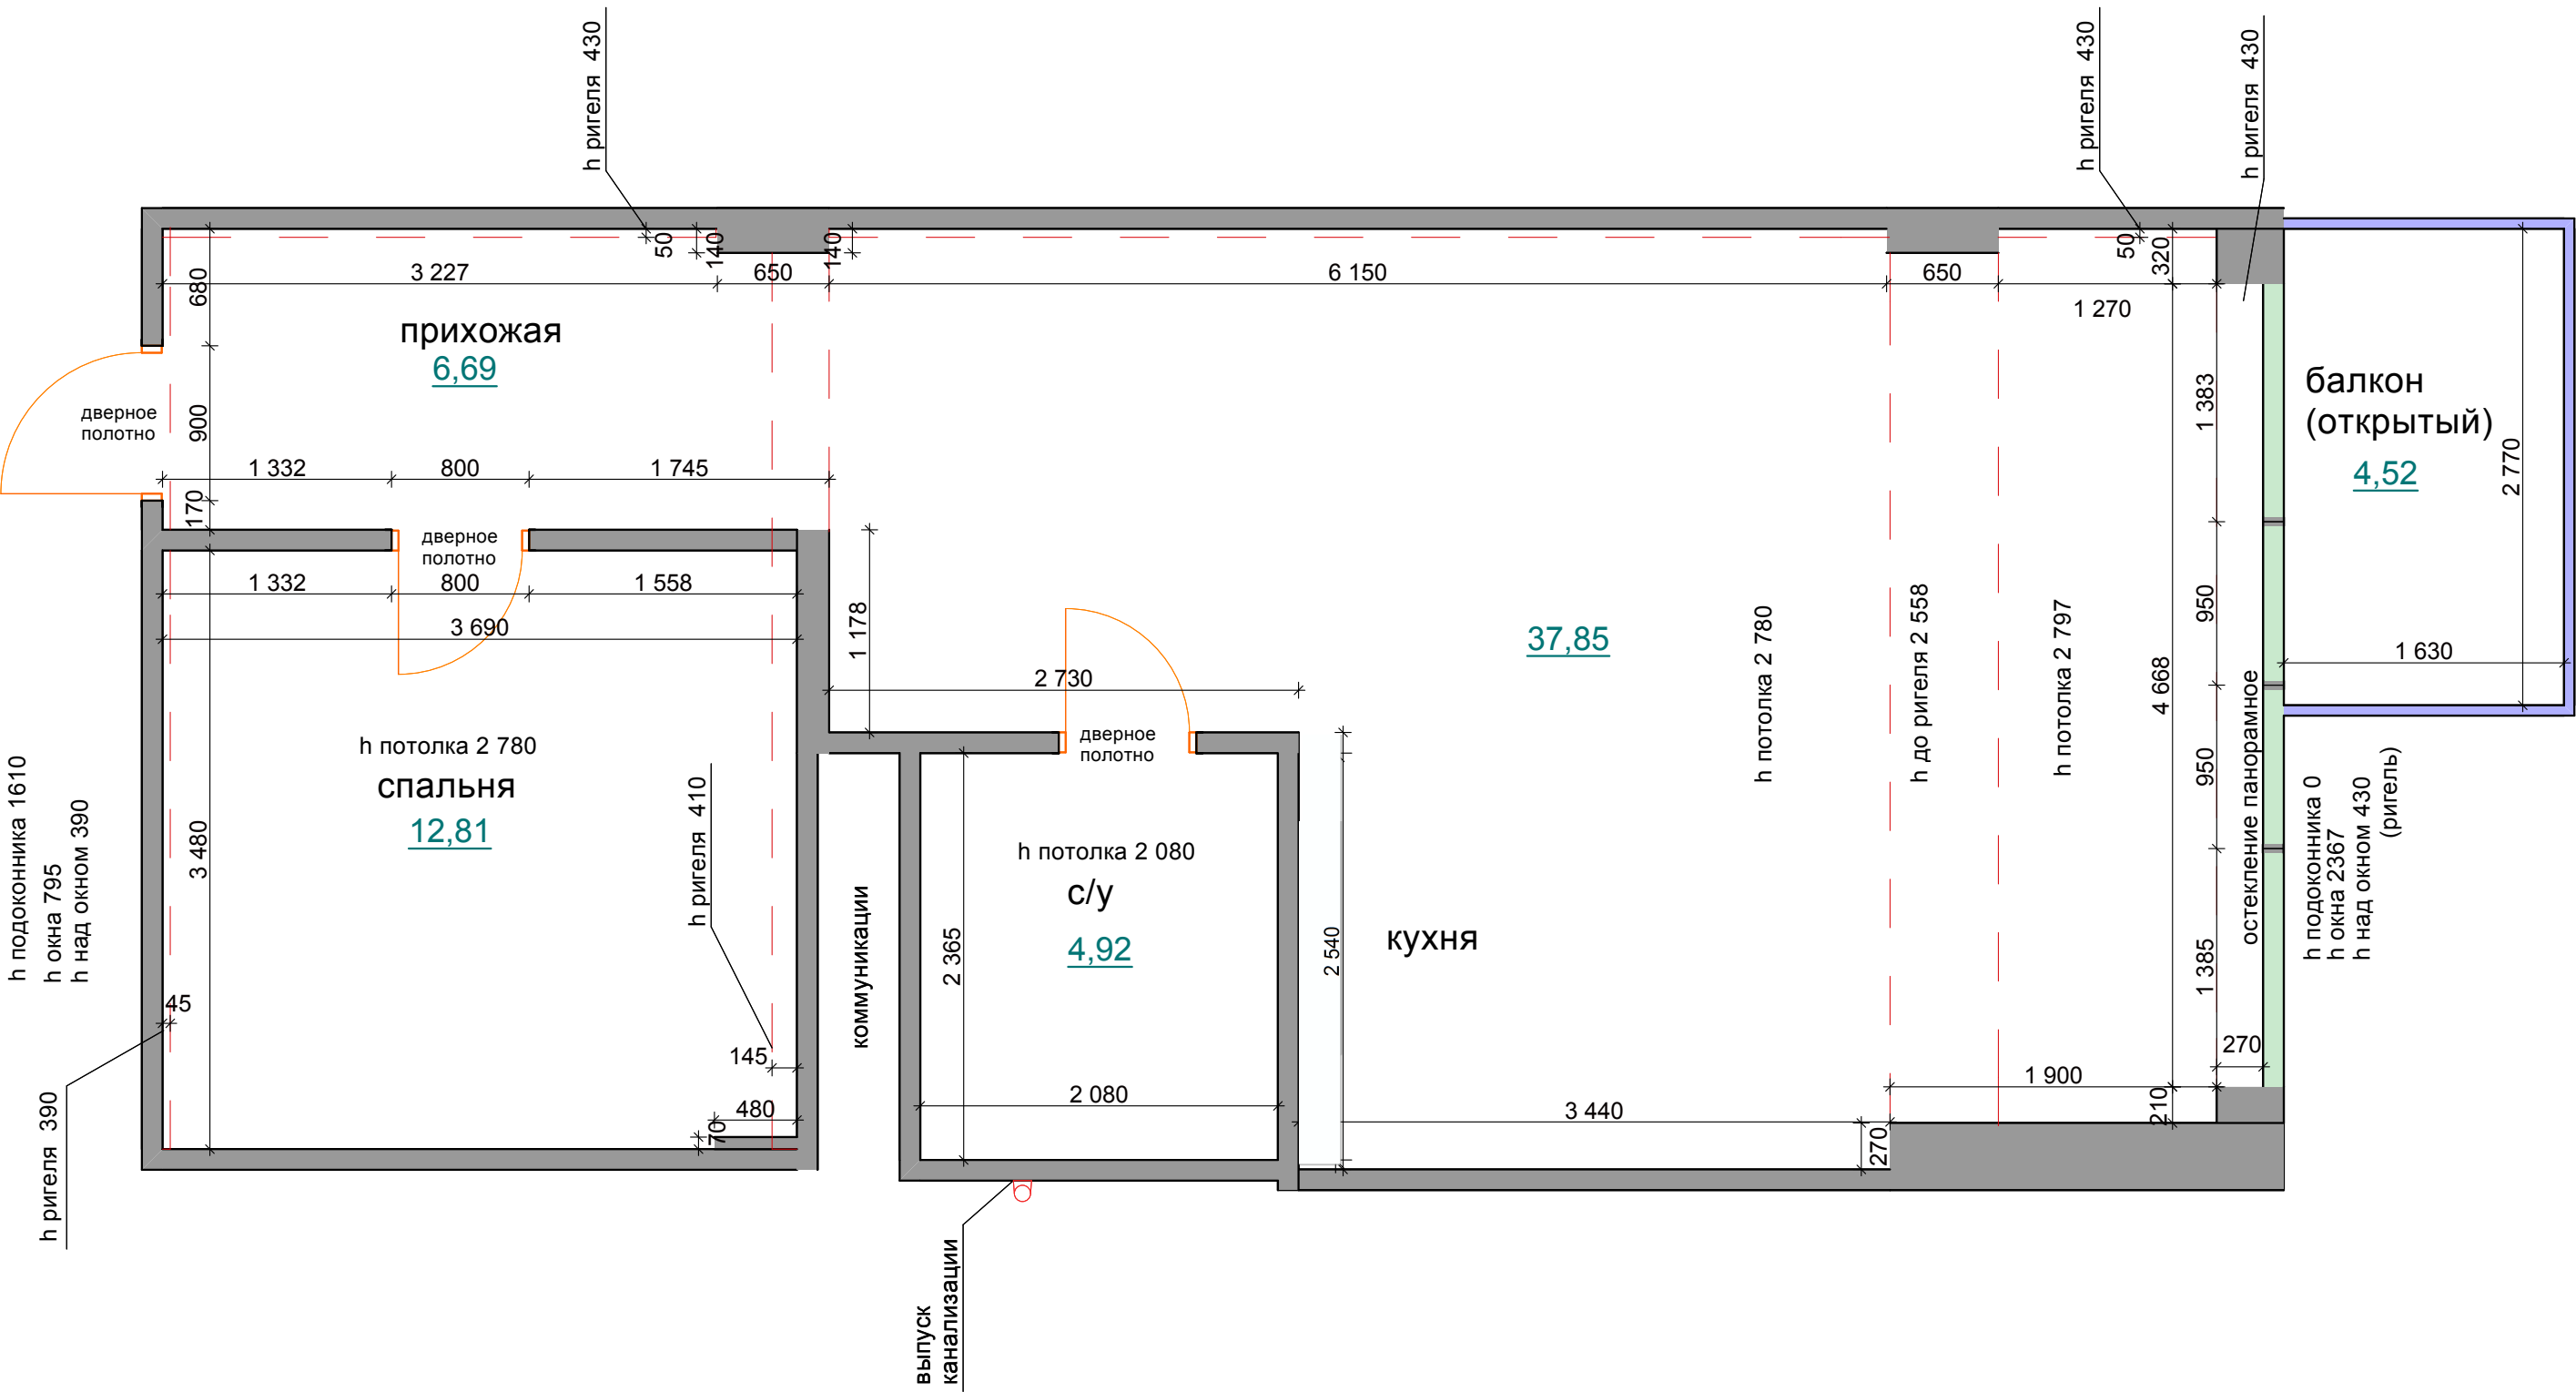 h ригеля 430
h ригеля 430
h ригеля 430
50
140
140
50
320
3 227
650
6 150
650
1 270
680
прихожая
6,69
дверное
полотно
900
1 383
балкон
(открытый)
4,52
2 770
1 332
800
1 745
170
дверное
полотно
1 332
800
1 558
3 690
1 178
2 730
37,85
h потолка 2 780
h до ригеля 2 558
h потолка 2 797
950
4 668
1 630
остекление панорамное
дверное
полотно
h потолка 2 780
спальня
12,81
3 480
h подоконника 1610
h окна 795
h над окном 390
h ригеля 410
коммуникации
h потолка 2 080
с/у
4,92
2 365
2 540
кухня
950
1 385
h подоконника 0
h окна 2367
h над окном 430
(ригель)
45
145
270
480
70
2 080
3 440
1 900
210
270
h ригеля 390
выпуск
канализации